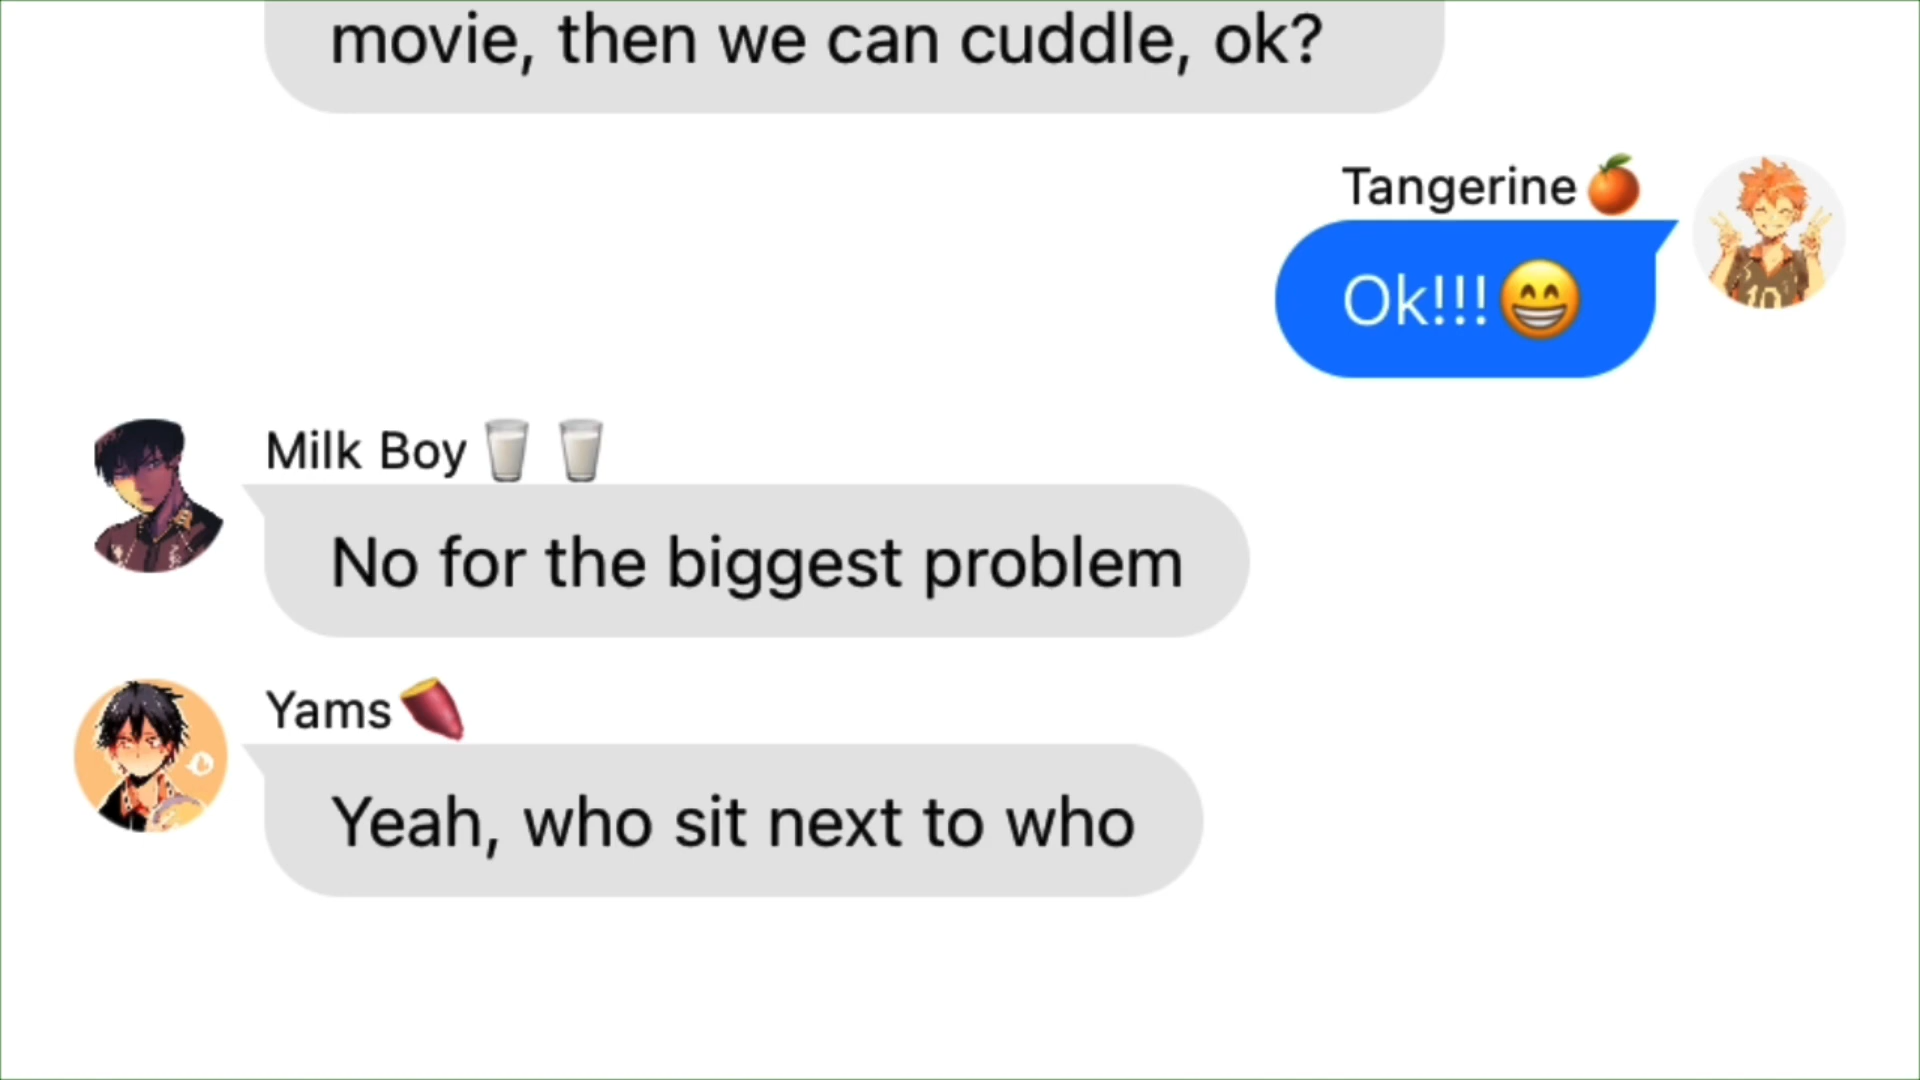 movie, then we can cuddle, ok?
Tangerine🍊
Ok!!!😁
Milk Boy🥛🥛
No for the biggest problem
Yams🍠
Yeah, who sit next to who